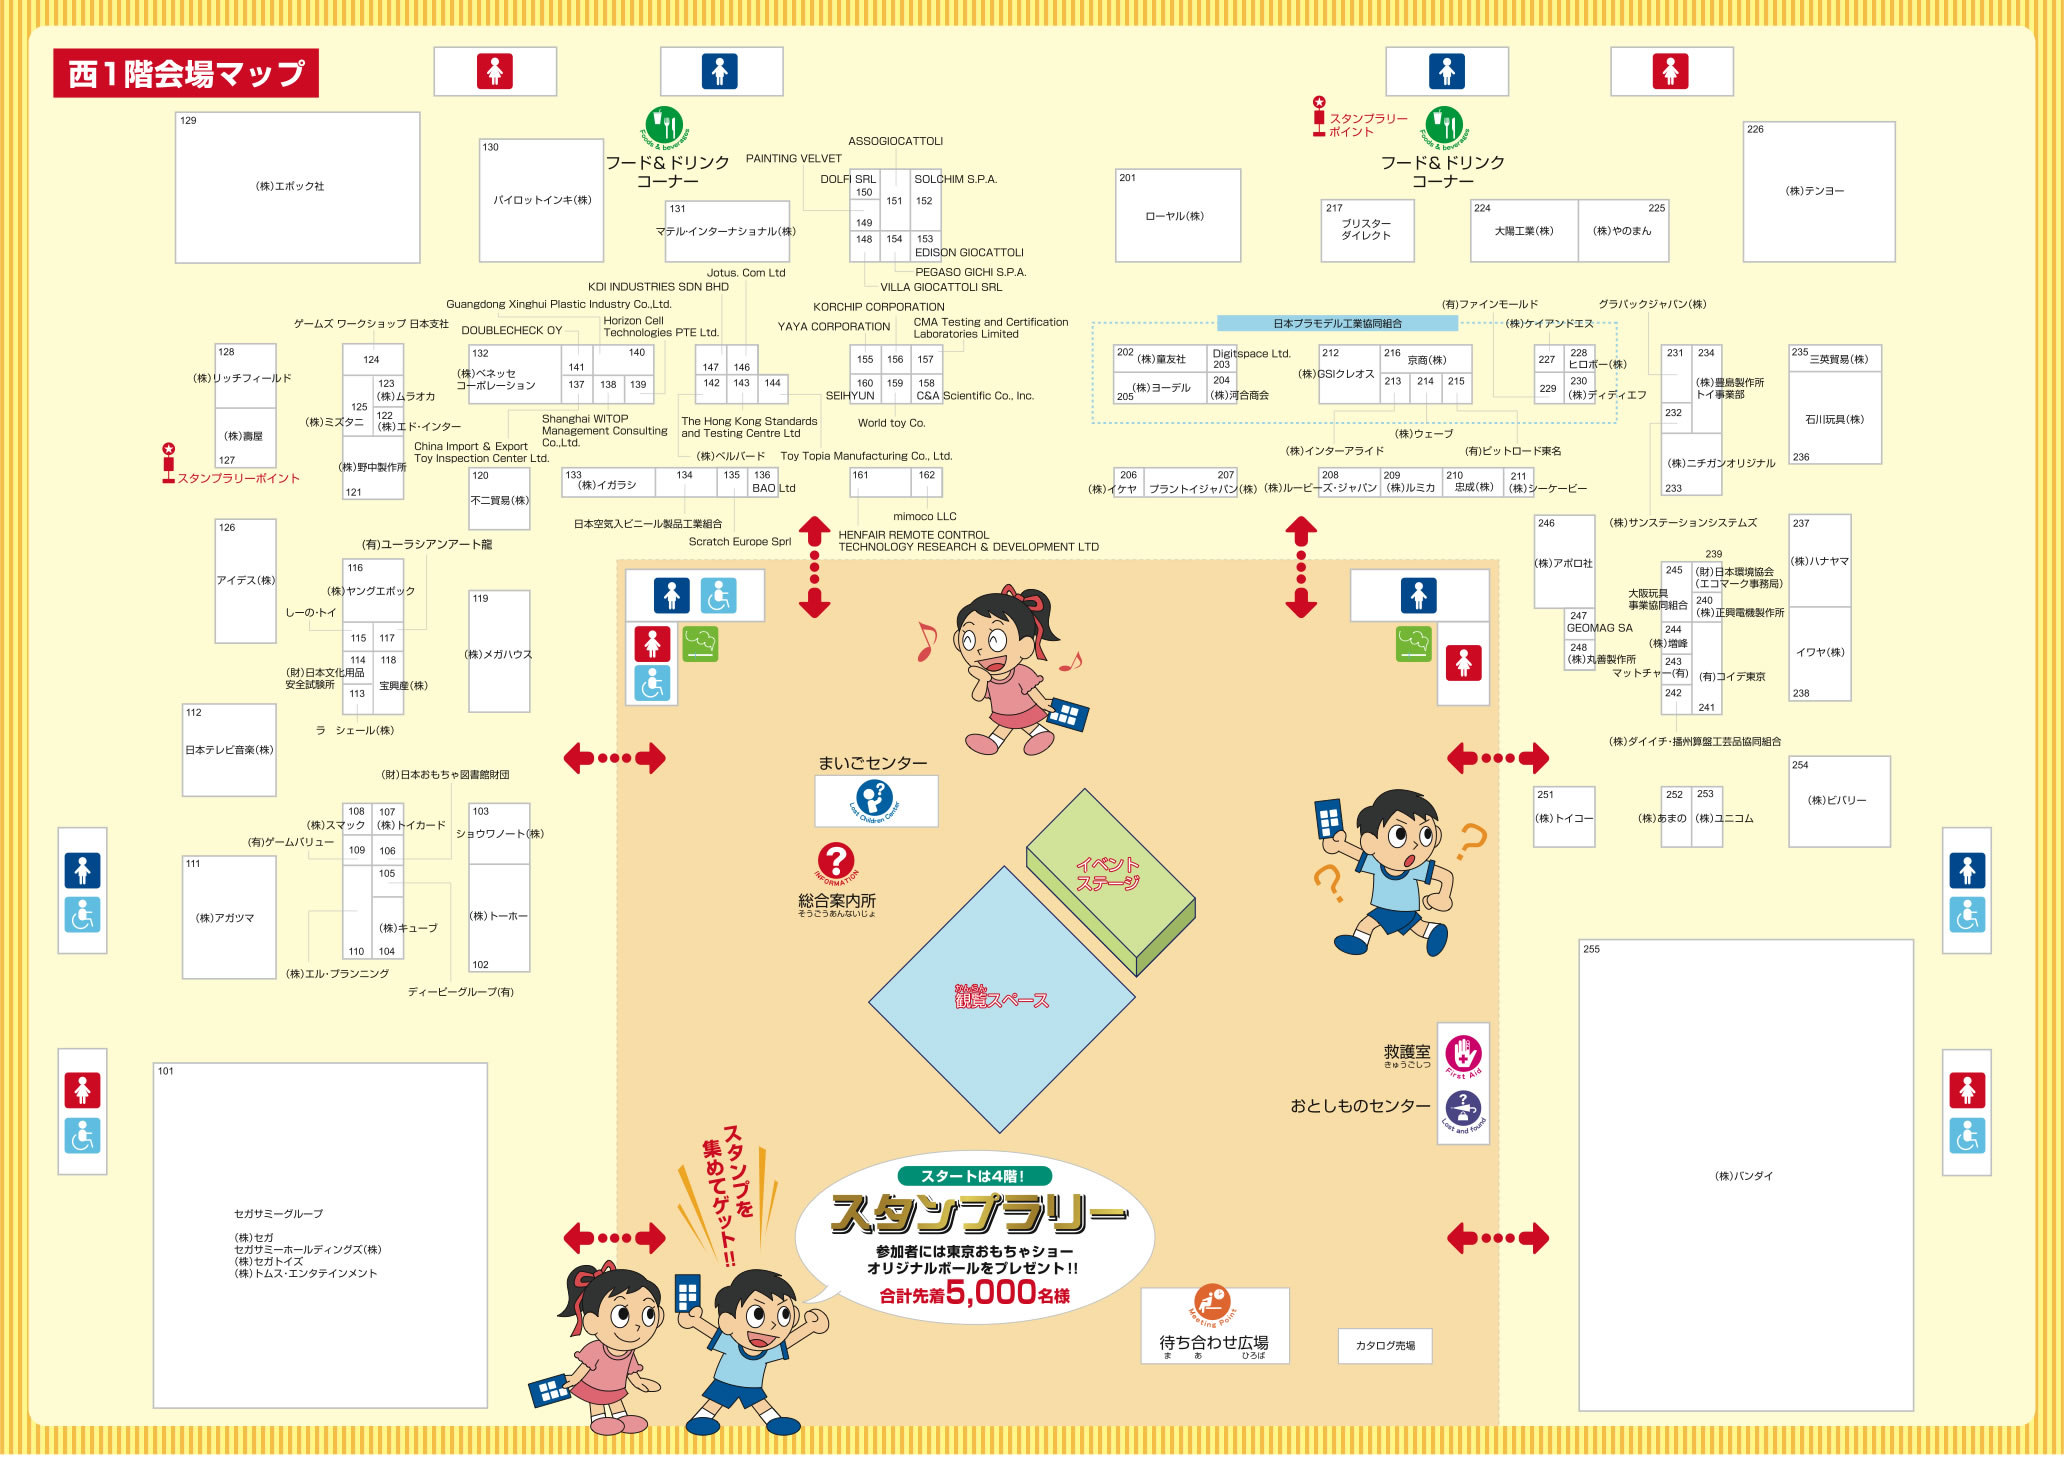 西1階会場マップ
129
(株)エポック社
130
パイロットインキ(株)
Foods & beverages
フード&ドリンク
コーナー
131
マテル・インターナショナル(株)
ASSOGIOCATTOLI
PAINTING VELVET
DOLFI SRL
SOLCHIM S.P.A.
150
151
152
149
148
154
153
EDISON GIOCATTOLI
PEGASO GICHI S.P.A.
VILLA GIOCATTOLI SRL
201
ローヤル(株)
スタンプラリー
ポイント
Foods & beverages
フード&ドリンク
コーナー
217
ブリスター
ダイレクト
224
大陽工業(株)
225
(株)やのまん
226
(株)テンヨー
Jotus. Com Ltd
KDI INDUSTRIES SDN BHD
Guangdong Xinghui Plastic Industry Co.,Ltd.
Horizon Cell
Technologies PTE Ltd.
DOUBLECHECK OY
ゲームズ ワークショップ 日本支社
128
(株)リッチフィールド
(株)壽屋
127
スタンプラリーポイント
124
123
(株)ムラオカ
125
(株)ミズタニ
122
(株)エド・インター
(株)野中製作所
121
132
(株)ベネッセ
コーポレーション
140
141
137
138
139
Shanghai WITOP
Management Consulting
Co.,Ltd.
China Import & Export
Toy Inspection Center Ltd.
147
146
142
143
144
The Hong Kong Standards
and Testing Centre Ltd
(株)ベルバード
Toy Topia Manufacturing Co., Ltd.
KORCHIP CORPORATION
YAYA CORPORATION
CMA Testing and Certification
Laboratories Limited
155
156
157
160
159
158
SEIHYUN
C&A Scientific Co., Inc.
World toy Co.
120
不二貿易(株)
133
(株)イガラシ
134
135
136
BAO Ltd
日本空気入ビニール製品工業組合
Scratch Europe Sprl
161
162
mimoco LLC
HENFAIR REMOTE CONTROL
TECHNOLOGY RESEARCH & DEVELOPMENT LTD
日本プラモデル工業協同組合
(有)ファインモールド
(株)ケイアンドエス
グラパックジャパン(株)
202
(株)童友社
Digitspace Ltd.
203
(株)ヨーデル
205
204
(株)河合商会
212
(株)GSIクレオス
216
京商(株)
213
214
215
(株)インターアライド
(株)ウェーブ
(有)ピットロード東名
227
228
ヒロボー(株)
229
230
(株)ディディエフ
231
234
(株)豊島製作所
トイ事業部
232
(株)ニチガンオリジナル
233
235
三英貿易(株)
石川玩具(株)
236
206
(株)イケヤ
207
プラントイジャパン(株)
208
(株)ルービーズ・ジャパン
209
(株)ルミカ
210
忠成(株)
211
(株)シーケービー
(株)サンステーションシステムズ
126
アイデス(株)
(有)ユーラシアンアート龍
116
(株)ヤングエポック
しーの・トイ
115
117
114
118
(財)日本文化用品
安全試験所
宝興産(株)
113
ラ シェール(株)
119
(株)メガハウス
112
日本テレビ音楽(株)
246
(株)アポロ社
247
GEOMAG SA
248
(株)丸善製作所
239
245
(財)日本環境協会
(エコマーク事務局)
大阪玩具
事業協同組合
240
(株)正興電機製作所
244
(株)増峰
243
マットチャー(有)
(有)コイデ東京
242
241
(株)ダイイチ・播州算盤工芸品協同組合
237
(株)ハナヤマ
イワヤ(株)
238
(財)日本おもちゃ図書館財団
108
107
(株)スマック
(株)トイカード
(有)ゲームバリュー
109
106
105
(株)キューブ
110
104
(株)エル・プランニング
ディーピーグループ(有)
103
ショウワノート(株)
(株)トーホー
102
111
(株)アガツマ
まいごセンター
Lost Children Center
INFORMATION
総合案内所
そうごうあんないじょ
イベント
ステージ
かんらん
観覧スペース
251
(株)トイコー
252
253
(株)あまの
(株)ユニコム
254
(株)ビバリー
255
(株)バンダイ
101
セガサミーグループ
(株)セガ
セガサミーホールディングズ(株)
(株)セガトイズ
(株)トムス・エンタテインメント
救護室
きゅうごしつ
First Aid
おとしものセンター
Lost and found
スタンプを
集めてゲット!!
スタートは4階!
スタンプラリー
参加者には東京おもちゃショー
オリジナルボールをプレゼント!!
合計先着5,000名様
Meeting Point
待ち合わせ広場
ま あ ひろば
カタログ売場